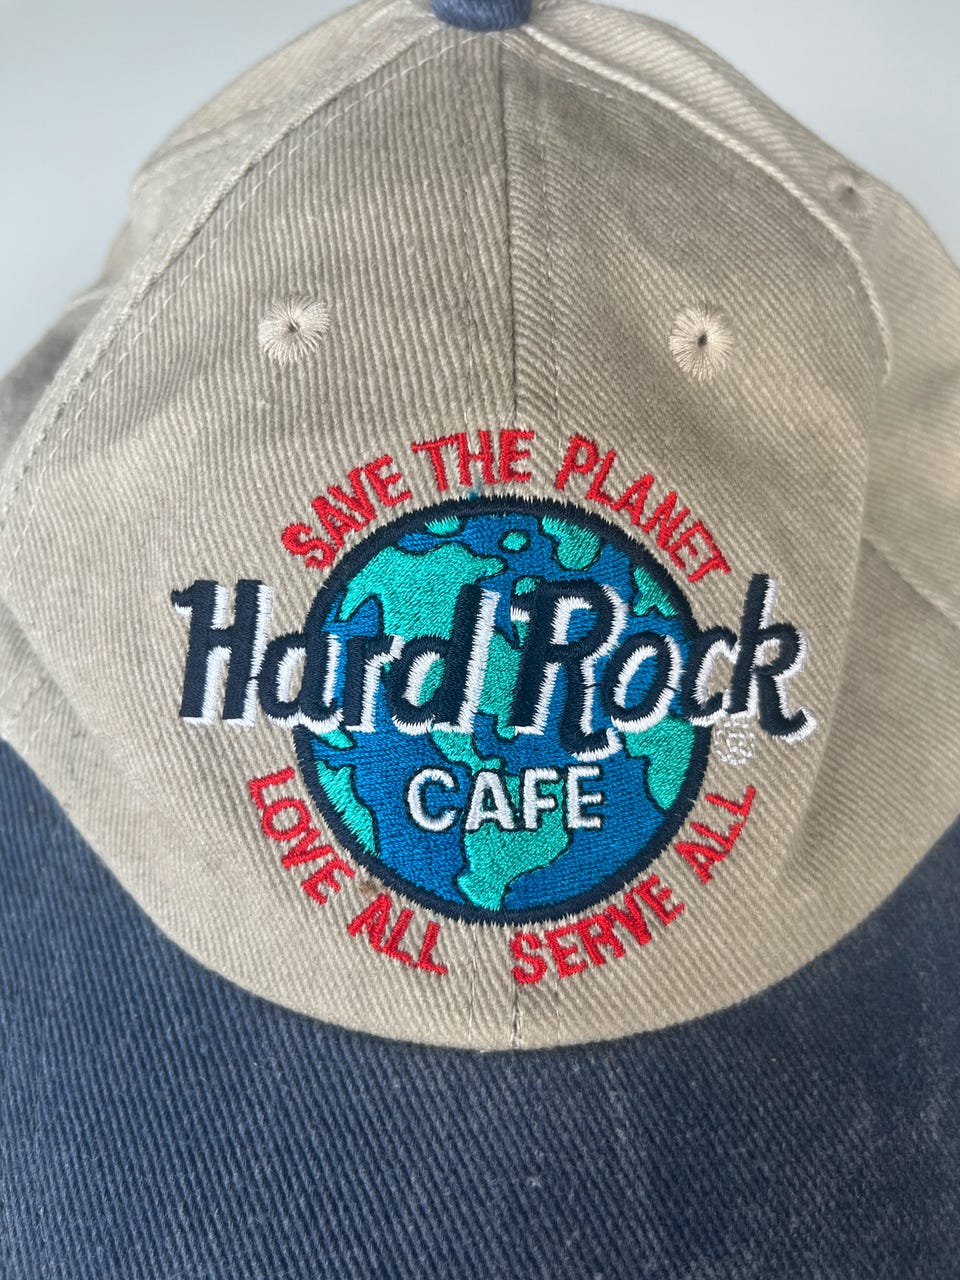 SAVE THE PLANET
Hard Rock
®
CAFE
LOVE ALL SERVE ALL